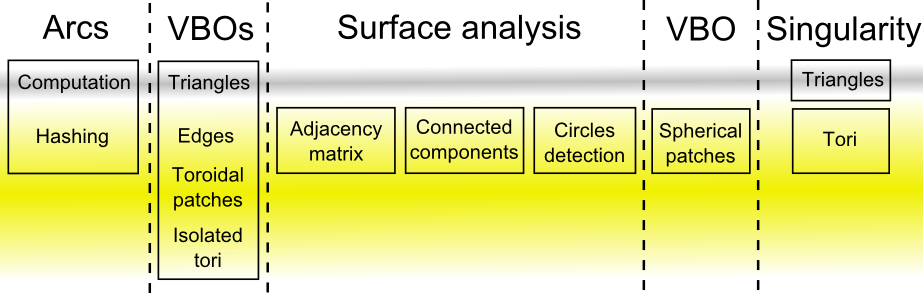 Arcs
VBOs
Surface analysis
VBO
Singularity
Computation
Hashing
Triangles
Edges
Toroidal
patches
Isolated
tori
Adjacency
matrix
Connected
components
Circles
detection
Spherical
patches
Triangles
Tori